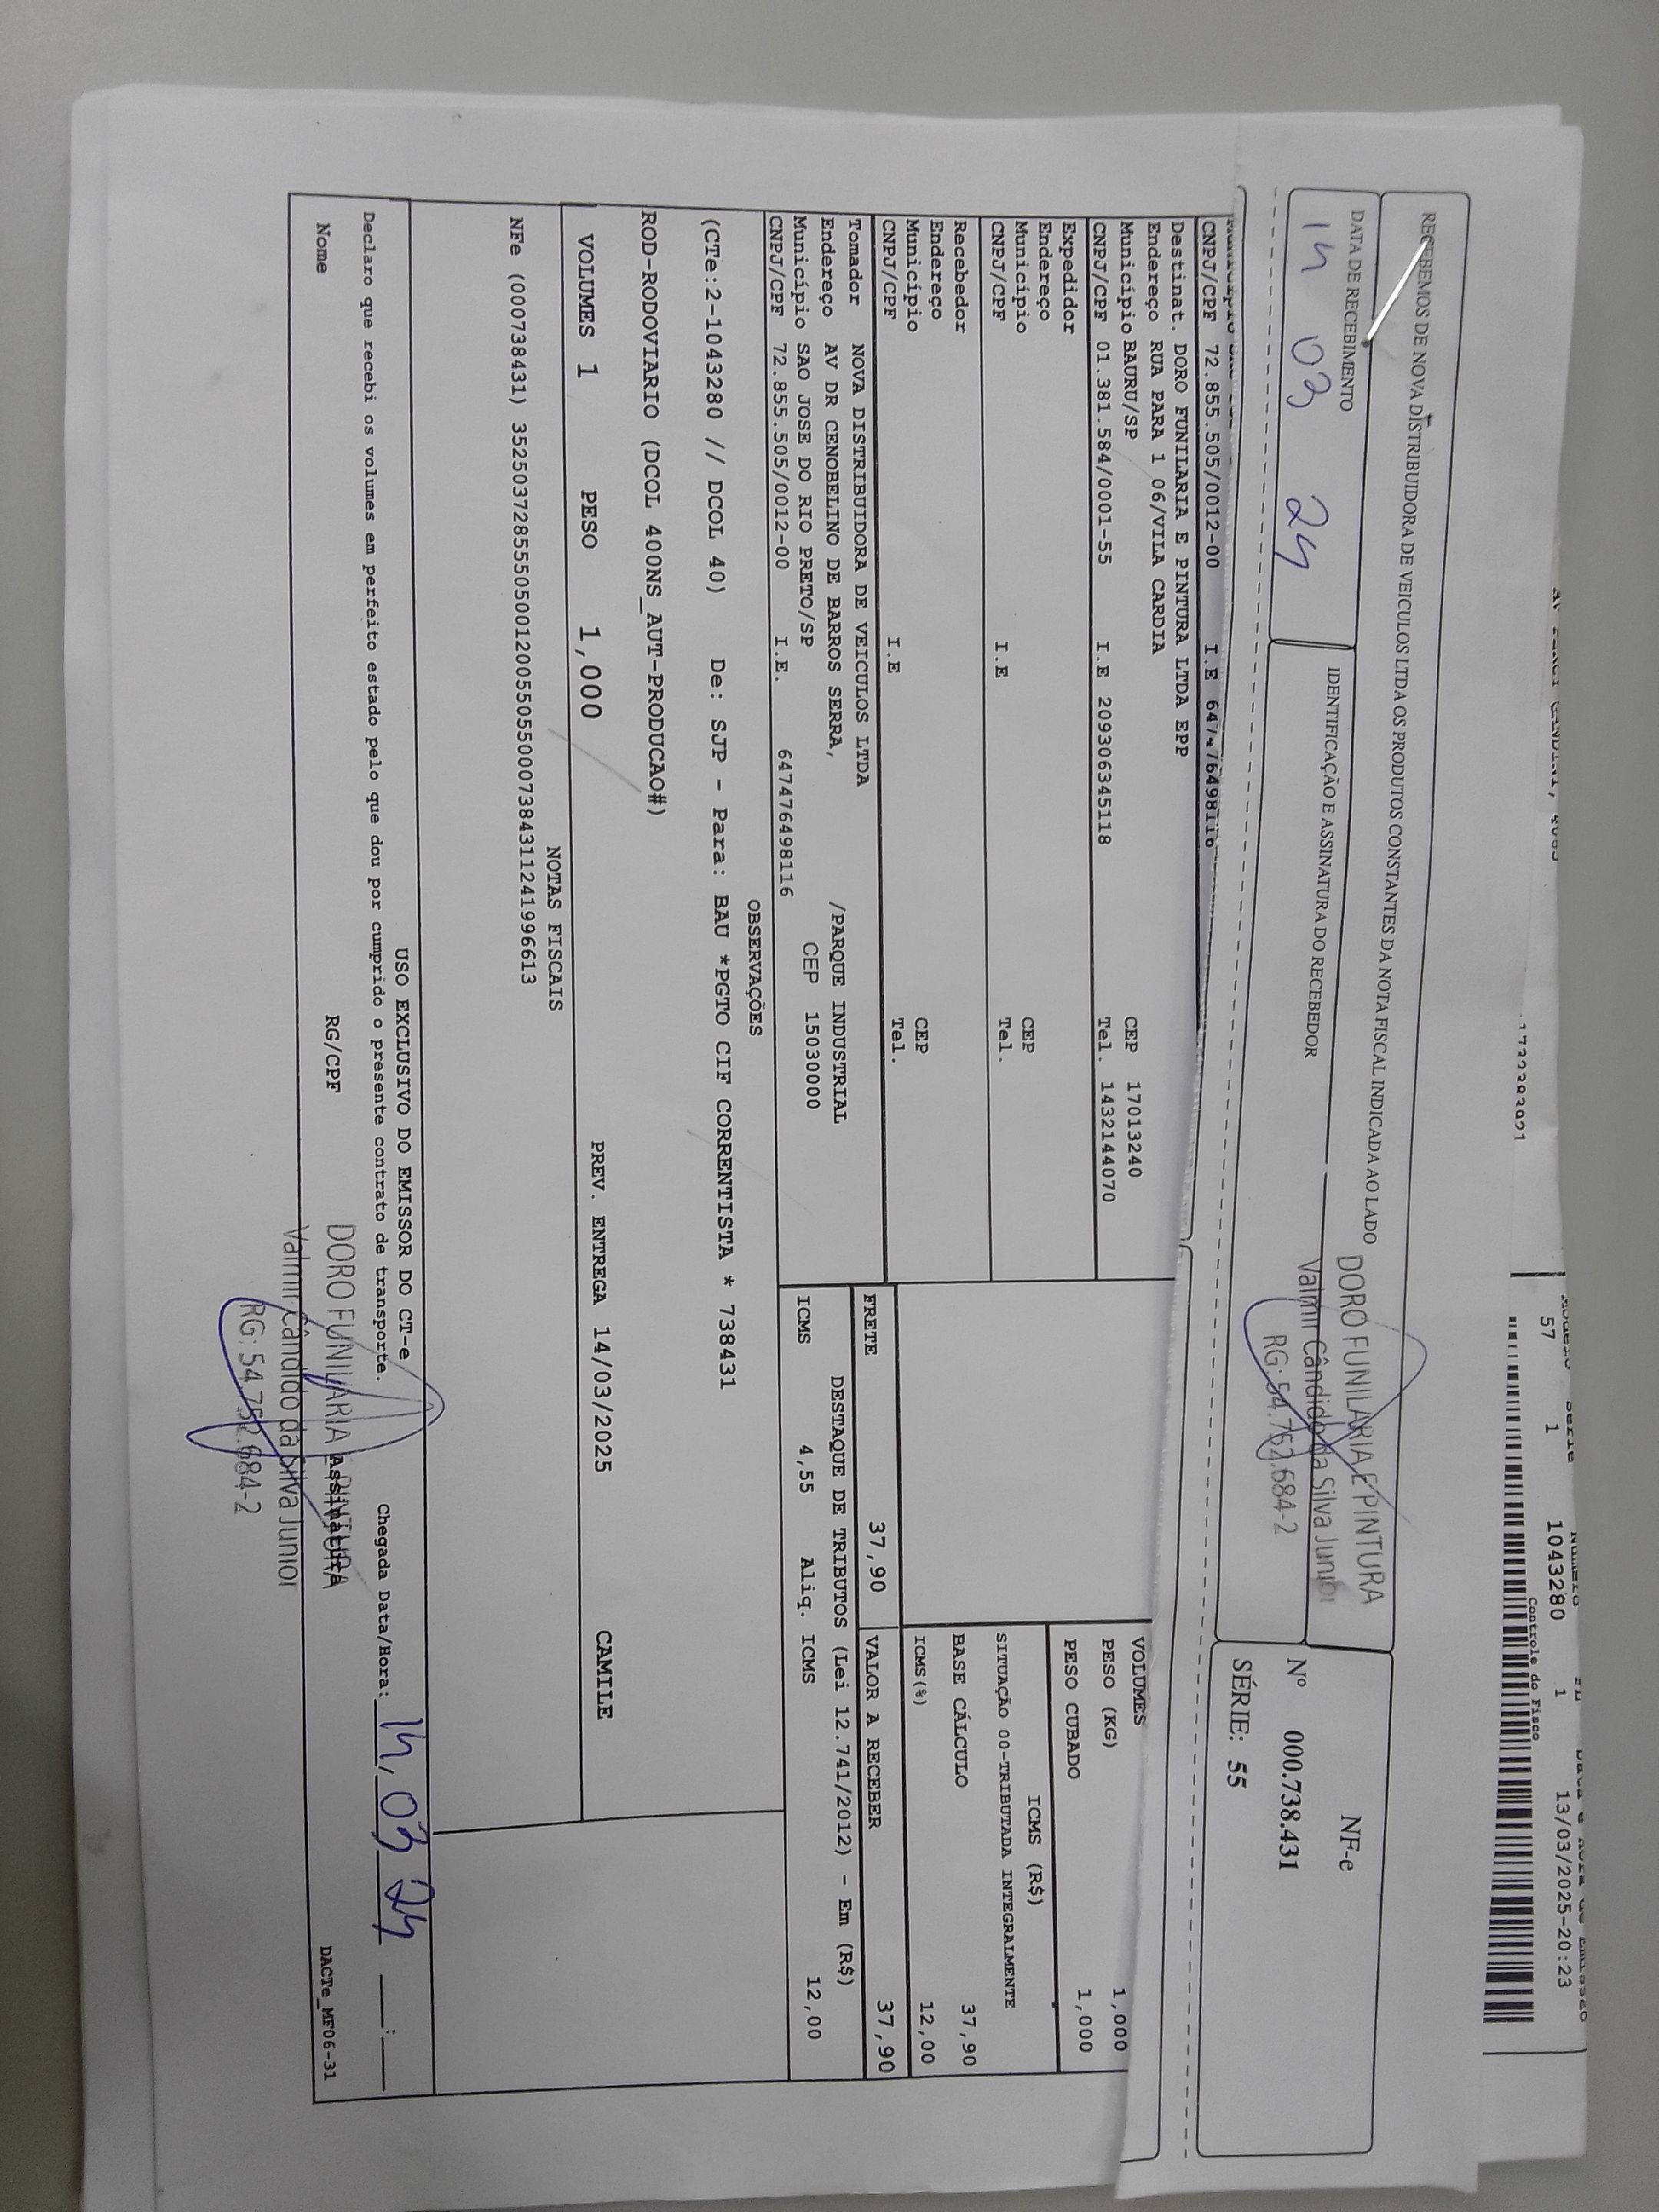 57 1 1043280 1 13/03/2025-20:23
Controle do Fisco
RECEBEMOS DE NOVA DISTRIBUIDORA DE VEICULOS LTDA OS PRODUTOS CONSTANTES DA NOTA FISCAL INDICADA AO LADO
DATA DE RECEBIMENTO
14 03 24
IDENTIFICAÇÃO E ASSINATURA DO RECEBEDOR
DORO FUNILARIA E PINTURA
Valmir Cândido da Silva Junior
RG: 54.752.684-2
NF-e
Nº 000.738.431
SÉRIE: 55
CNPJ/CPF 72.855.505/0012-00 I.E 647476498116
Destinat. DORO FUNILARIA E PINTURA LTDA EPP
Endereço RUA PARA 1 06/VILA CARDIA
Município BAURU/SP CEP 17013240
CNPJ/CPF 01.381.584/0001-55 I.E 209306345118 Tel. 1432144070
Expedidor
Endereço
Município CEP
CNPJ/CPF I.E Tel.
Recebedor
Endereço
Município CEP
CNPJ/CPF I.E Tel.
Tomador NOVA DISTRIBUIDORA DE VEICULOS LTDA
Endereço AV DR CENOBELINO DE BARROS SERRA, /PARQUE INDUSTRIAL
Município SAO JOSE DO RIO PRETO/SP CEP 15030000
CNPJ/CPF 72.855.505/0012-00 I.E. 647476498116
VOLUMES
PESO (KG) 1,000
PESO CUBADO 1,000
ICMS (R$)
SITUAÇÃO 00-TRIBUTADA INTEGRALMENTE
BASE CÁLCULO 37,90
ICMS (%) 12,00
FRETE 37,90 VALOR A RECEBER 37,90
DESTAQUE DE TRIBUTOS (Lei 12.741/2012) - Em (R$)
ICMS 4,55 Aliq. ICMS 12,00
OBSERVAÇÕES
(CTe:2-1043280 // DCOL 40) De: SJP - Para: BAU *PGTO CIF CORRENTISTA * 738431
ROD-RODOVIARIO (DCOL 400NS_AUT-PRODUCAO#)
VOLUMES 1 PESO 1,000 PREV. ENTREGA 14/03/2025 CAMILE
NOTAS FISCAIS
NFe (000738431) 35250372855505001200550550007384311241996613
USO EXCLUSIVO DO EMISSOR DO CT-e
Declaro que recebi os volumes em perfeito estado pelo que dou por cumprido o presente contrato de transporte.
Chegada Data/Hora: 14, 03 24 __:__
Nome RG/CPF Assinatura DACTe_MF06-31
DORO FUNILARIA E PINTURA
Valmir Cândido da Silva Junior
RG: 54.752.684-2